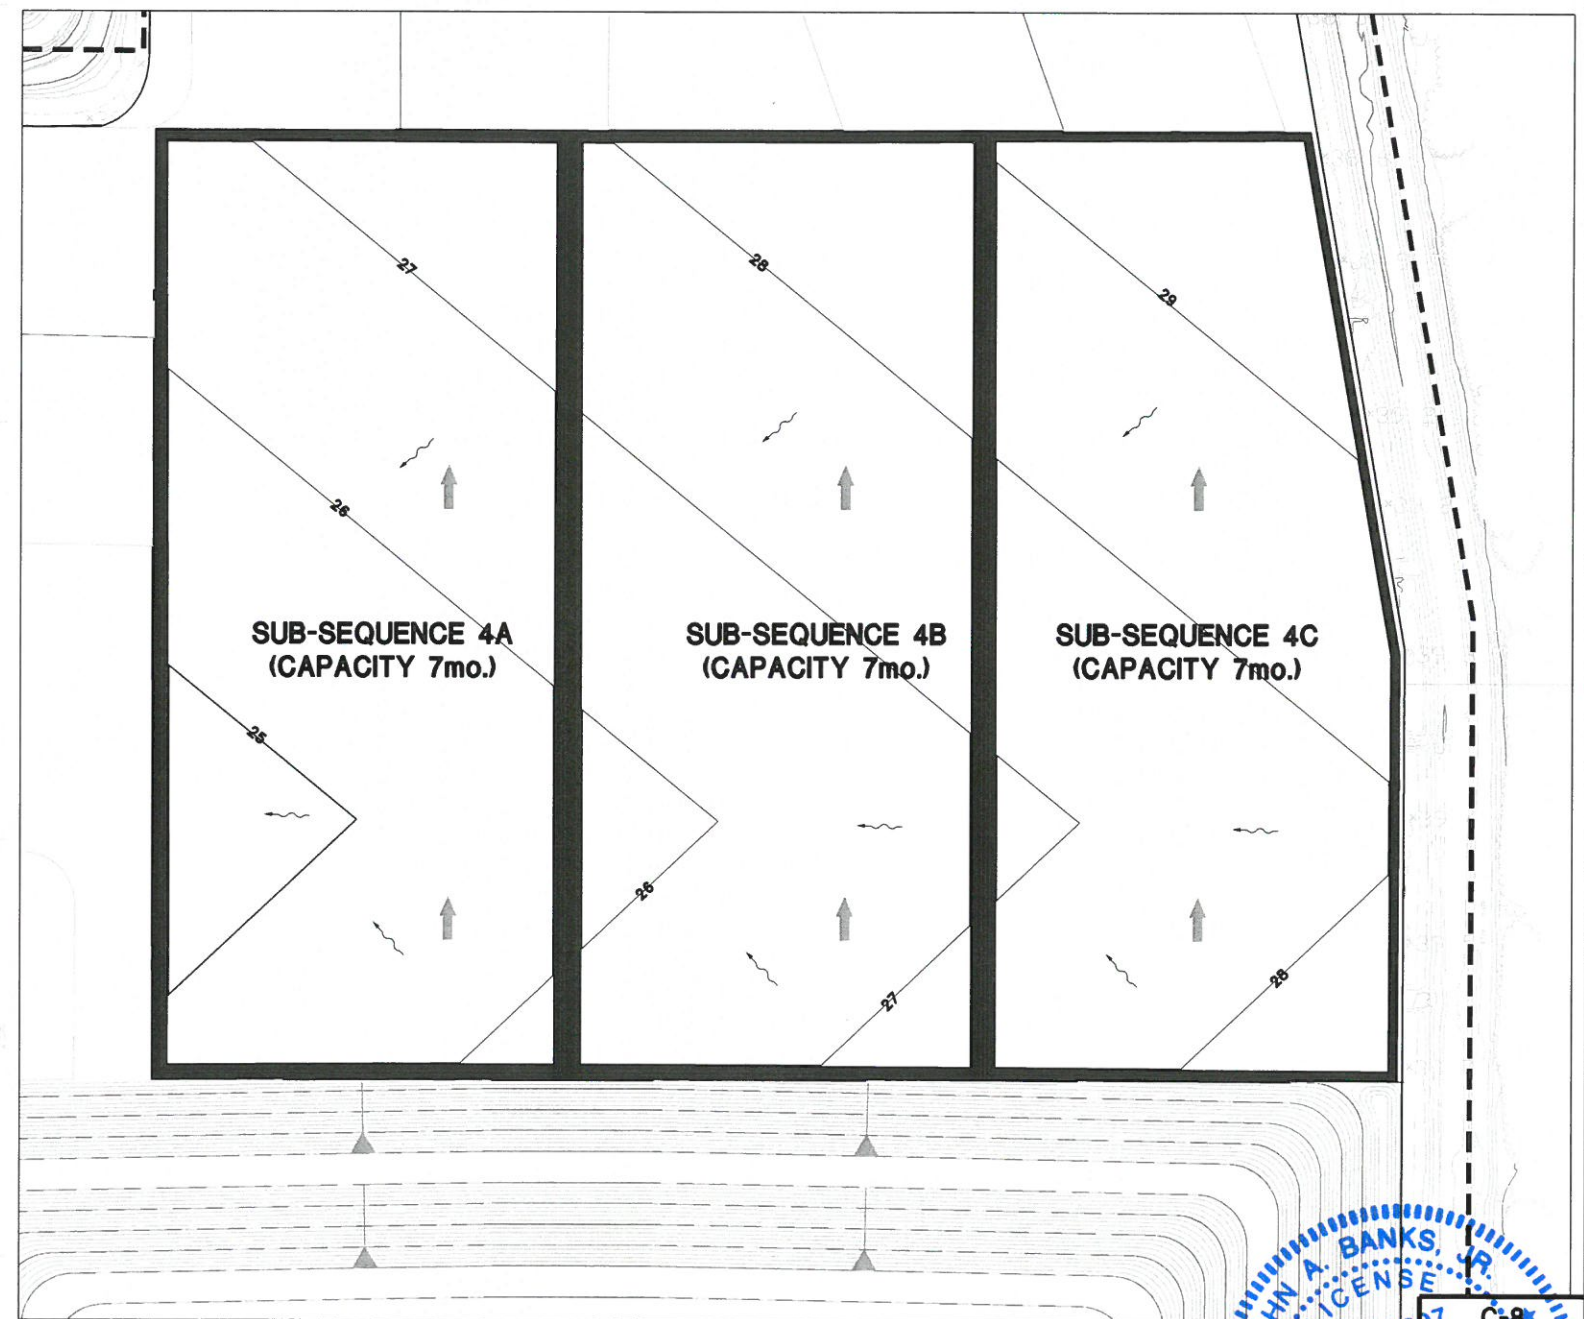 27
28
29
26
SUB-SEQUENCE 4A
(CAPACITY 7mo.)
SUB-SEQUENCE 4B
(CAPACITY 7mo.)
SUB-SEQUENCE 4C
(CAPACITY 7mo.)
25
26
27
28
A. BANKS, JR.